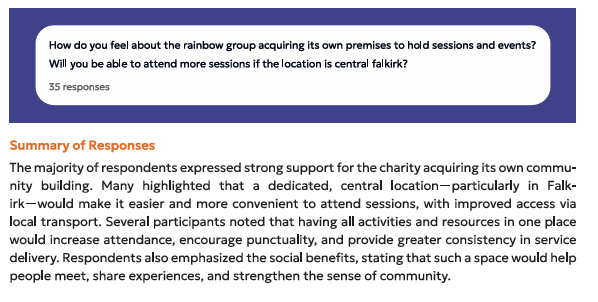 How do you feel about the rainbow group acquiring its own premises to hold sessions and events?
Will you be able to attend more sessions if the location is central falkirk?
35 responses
Summary of Responses
The majority of respondents expressed strong support for the charity acquiring its own commu-
nity building. Many highlighted that a dedicated, central location—particularly in Falk-
irk—would make it easier and more convenient to attend sessions, with improved access via
local transport. Several participants noted that having all activities and resources in one place
would increase attendance, encourage punctuality, and provide greater consistency in service
delivery. Respondents also emphasized the social benefits, stating that such a space would help
people meet, share experiences, and strengthen the sense of community.